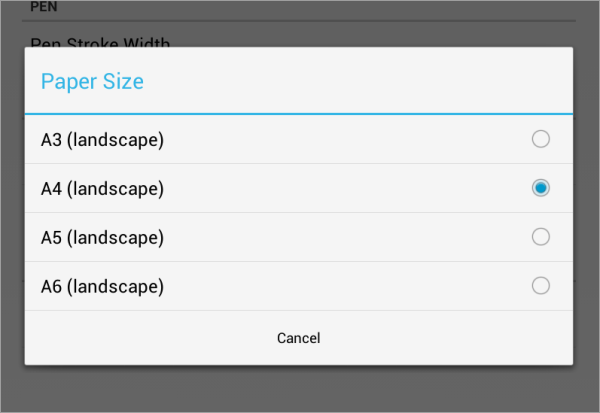 PEN
Pen Stroke Width
Paper Size
A3 (landscape)
A4 (landscape)
A5 (landscape)
A6 (landscape)
Cancel